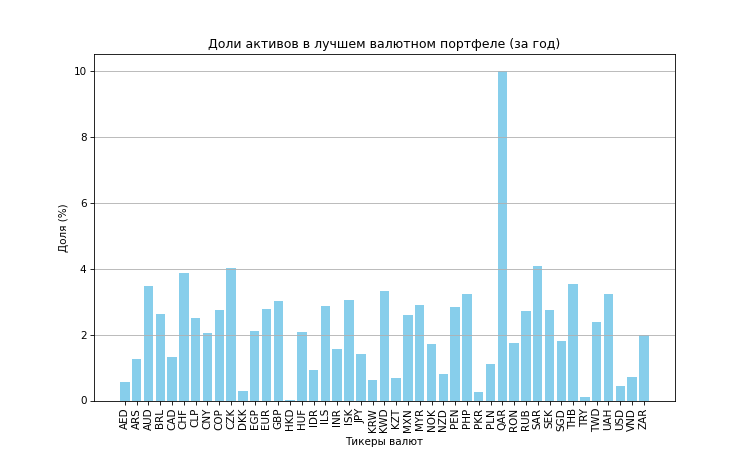 Доли активов в лучшем валютном портфеле (за год)
Доля (%)
10
8
6
4
2
0
AED ARS AUD BRL CAD CHF CLP CNY COP CZK DKK EGP EUR GBP HKD HUF IDR ILS INR ISK JPY KRW KWD KZT MXN MYR NOK NZD PEN PHP PKR PLN QAR RON RUB SAR SEK SGD THB TRY TWD UAH USD VND ZAR
Тикеры валют